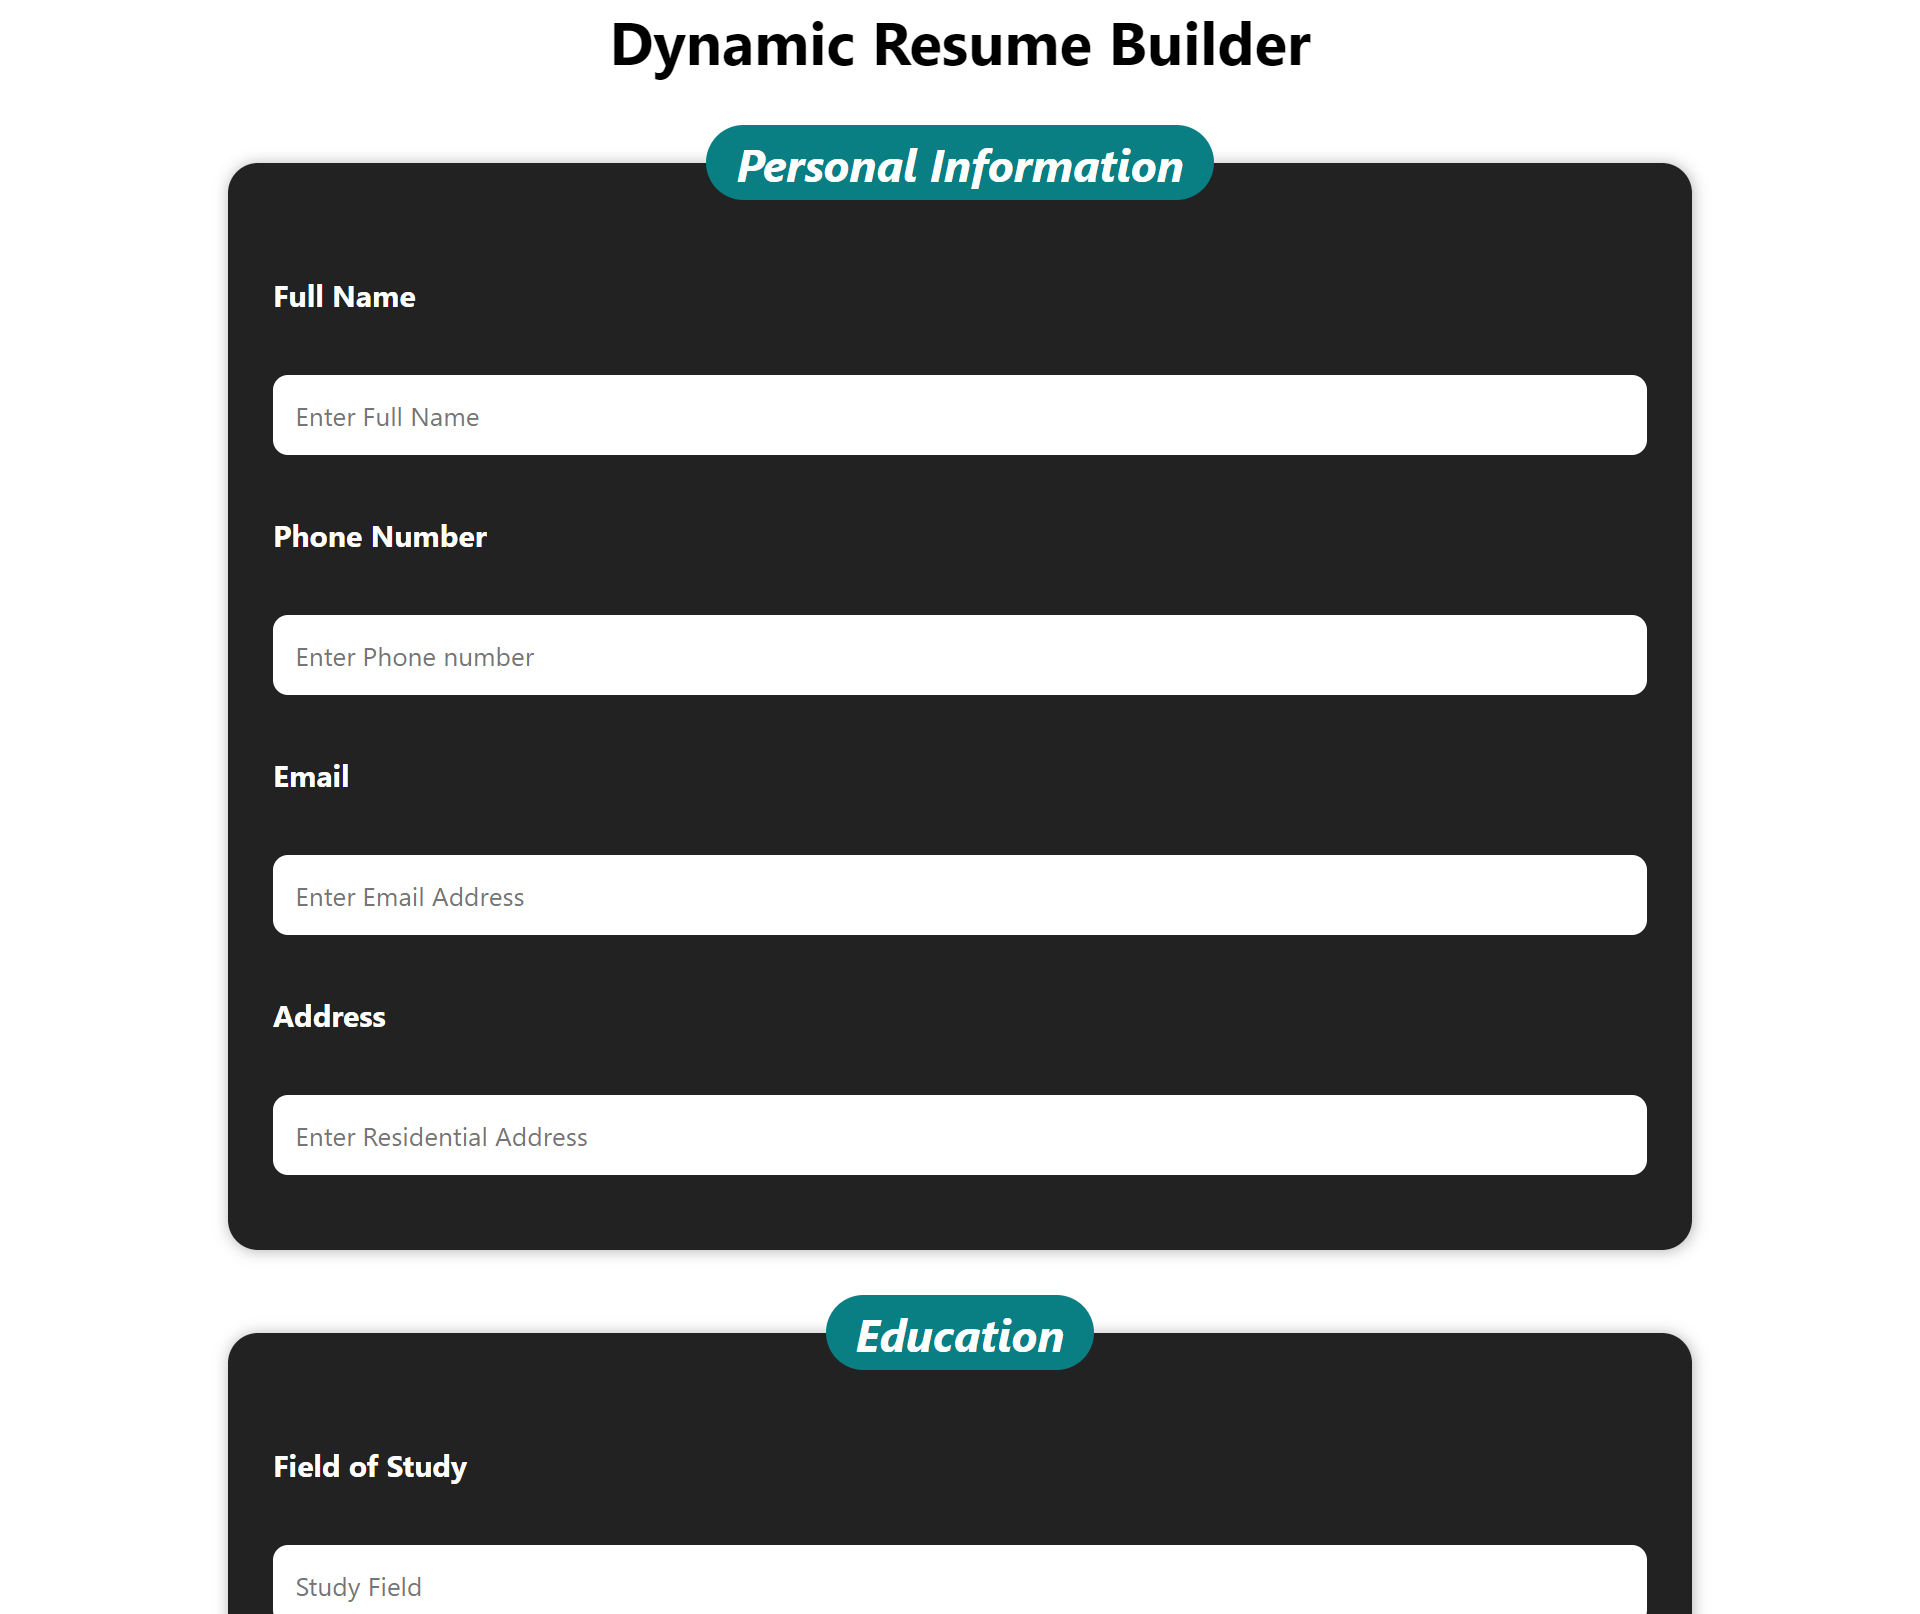 Dynamic Resume Builder
Personal Information
Full Name
Enter Full Name
Phone Number
Enter Phone number
Email
Enter Email Address
Address
Enter Residential Address
Education
Field of Study
Study Field